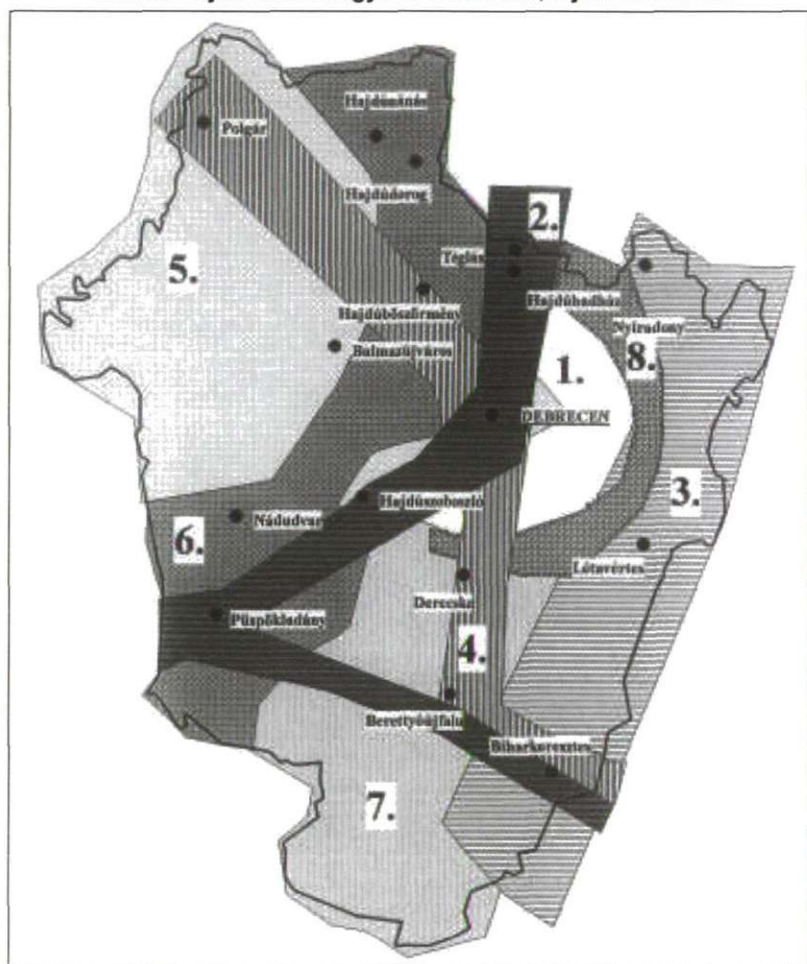 Hajdúnánás
Polgár
Hajdúdorog
2.
Téglás
5.
Hajdúhadház
Hajdúböszörmény
Nyíradony
Balmazújváros
8.
1.
DEBRECEN
Hajdúszoboszló
3.
Nádudvar
6.
Létavértes
Derecske
Püspökladány
4.
Berettyóújfalu
Biharkeresztes
7.